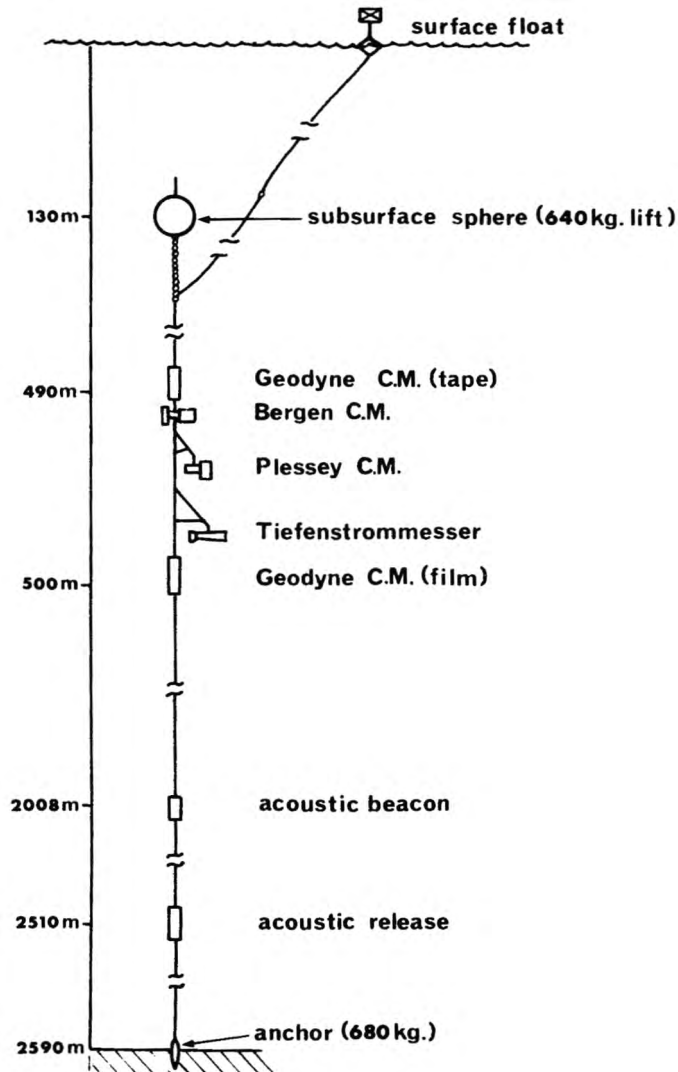 surface float
130m
subsurface sphere (640kg. lift)
Geodyne C.M. (tape)
490m
Bergen C.M.
Plessey C.M.
Tiefenstrommesser
Geodyne C.M. (film)
500m
2008m
acoustic beacon
2510m
acoustic release
anchor (680kg.)
2590m